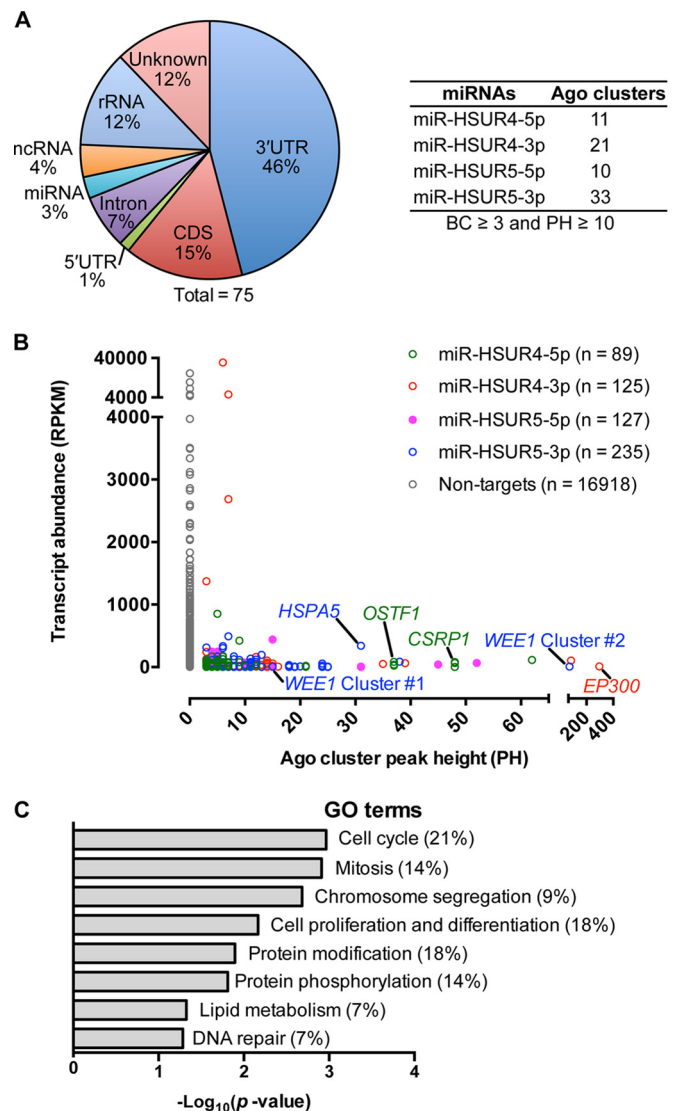 A
Unknown
12%
rRNA
12%
ncRNA
4%
miRNA
3%
Intron
7%
5′UTR
1%
CDS
15%
3′UTR
46%
Total = 75
miRNAs Ago clusters
miR-HSUR4-5p 11
miR-HSUR4-3p 21
miR-HSUR5-5p 10
miR-HSUR5-3p 33
BC ≥ 3 and PH ≥ 10
B
Transcript abundance (RPKM)
40000
4000
4000
3000
2000
1000
0
miR-HSUR4-5p (n = 89)
miR-HSUR4-3p (n = 125)
miR-HSUR5-5p (n = 127)
miR-HSUR5-3p (n = 235)
Non-targets (n = 16918)
HSPA5
OSTF1
CSRP1
WEE1 Cluster #2
WEE1 Cluster #1
EP300
0 10 20 30 40 50 60 200 400
Ago cluster peak height (PH)
C
GO terms
Cell cycle (21%)
Mitosis (14%)
Chromosome segregation (9%)
Cell proliferation and differentiation (18%)
Protein modification (18%)
Protein phosphorylation (14%)
Lipid metabolism (7%)
DNA repair (7%)
0 1 2 3 4
-Log10(p-value)